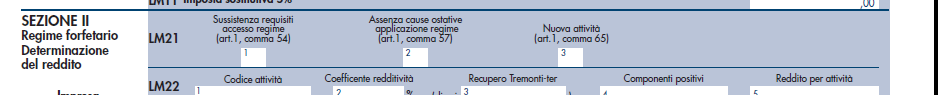 LM11 Imposta sostitutiva 5% ,00
SEZIONE II
Regime forfetario
Determinazione
del reddito
LM21
Sussistenza requisiti
accesso regime
(art.1, comma 54)
1
Assenza cause ostative
applicazione regime
(art.1, comma 57)
2
Nuova attività
(art.1, comma 65)
3
LM22
Codice attività
1
Coefficente redditività
2 %
Recupero Tremonti-ter
3
Componenti positivi
4
Reddito per attività
5
Impresa